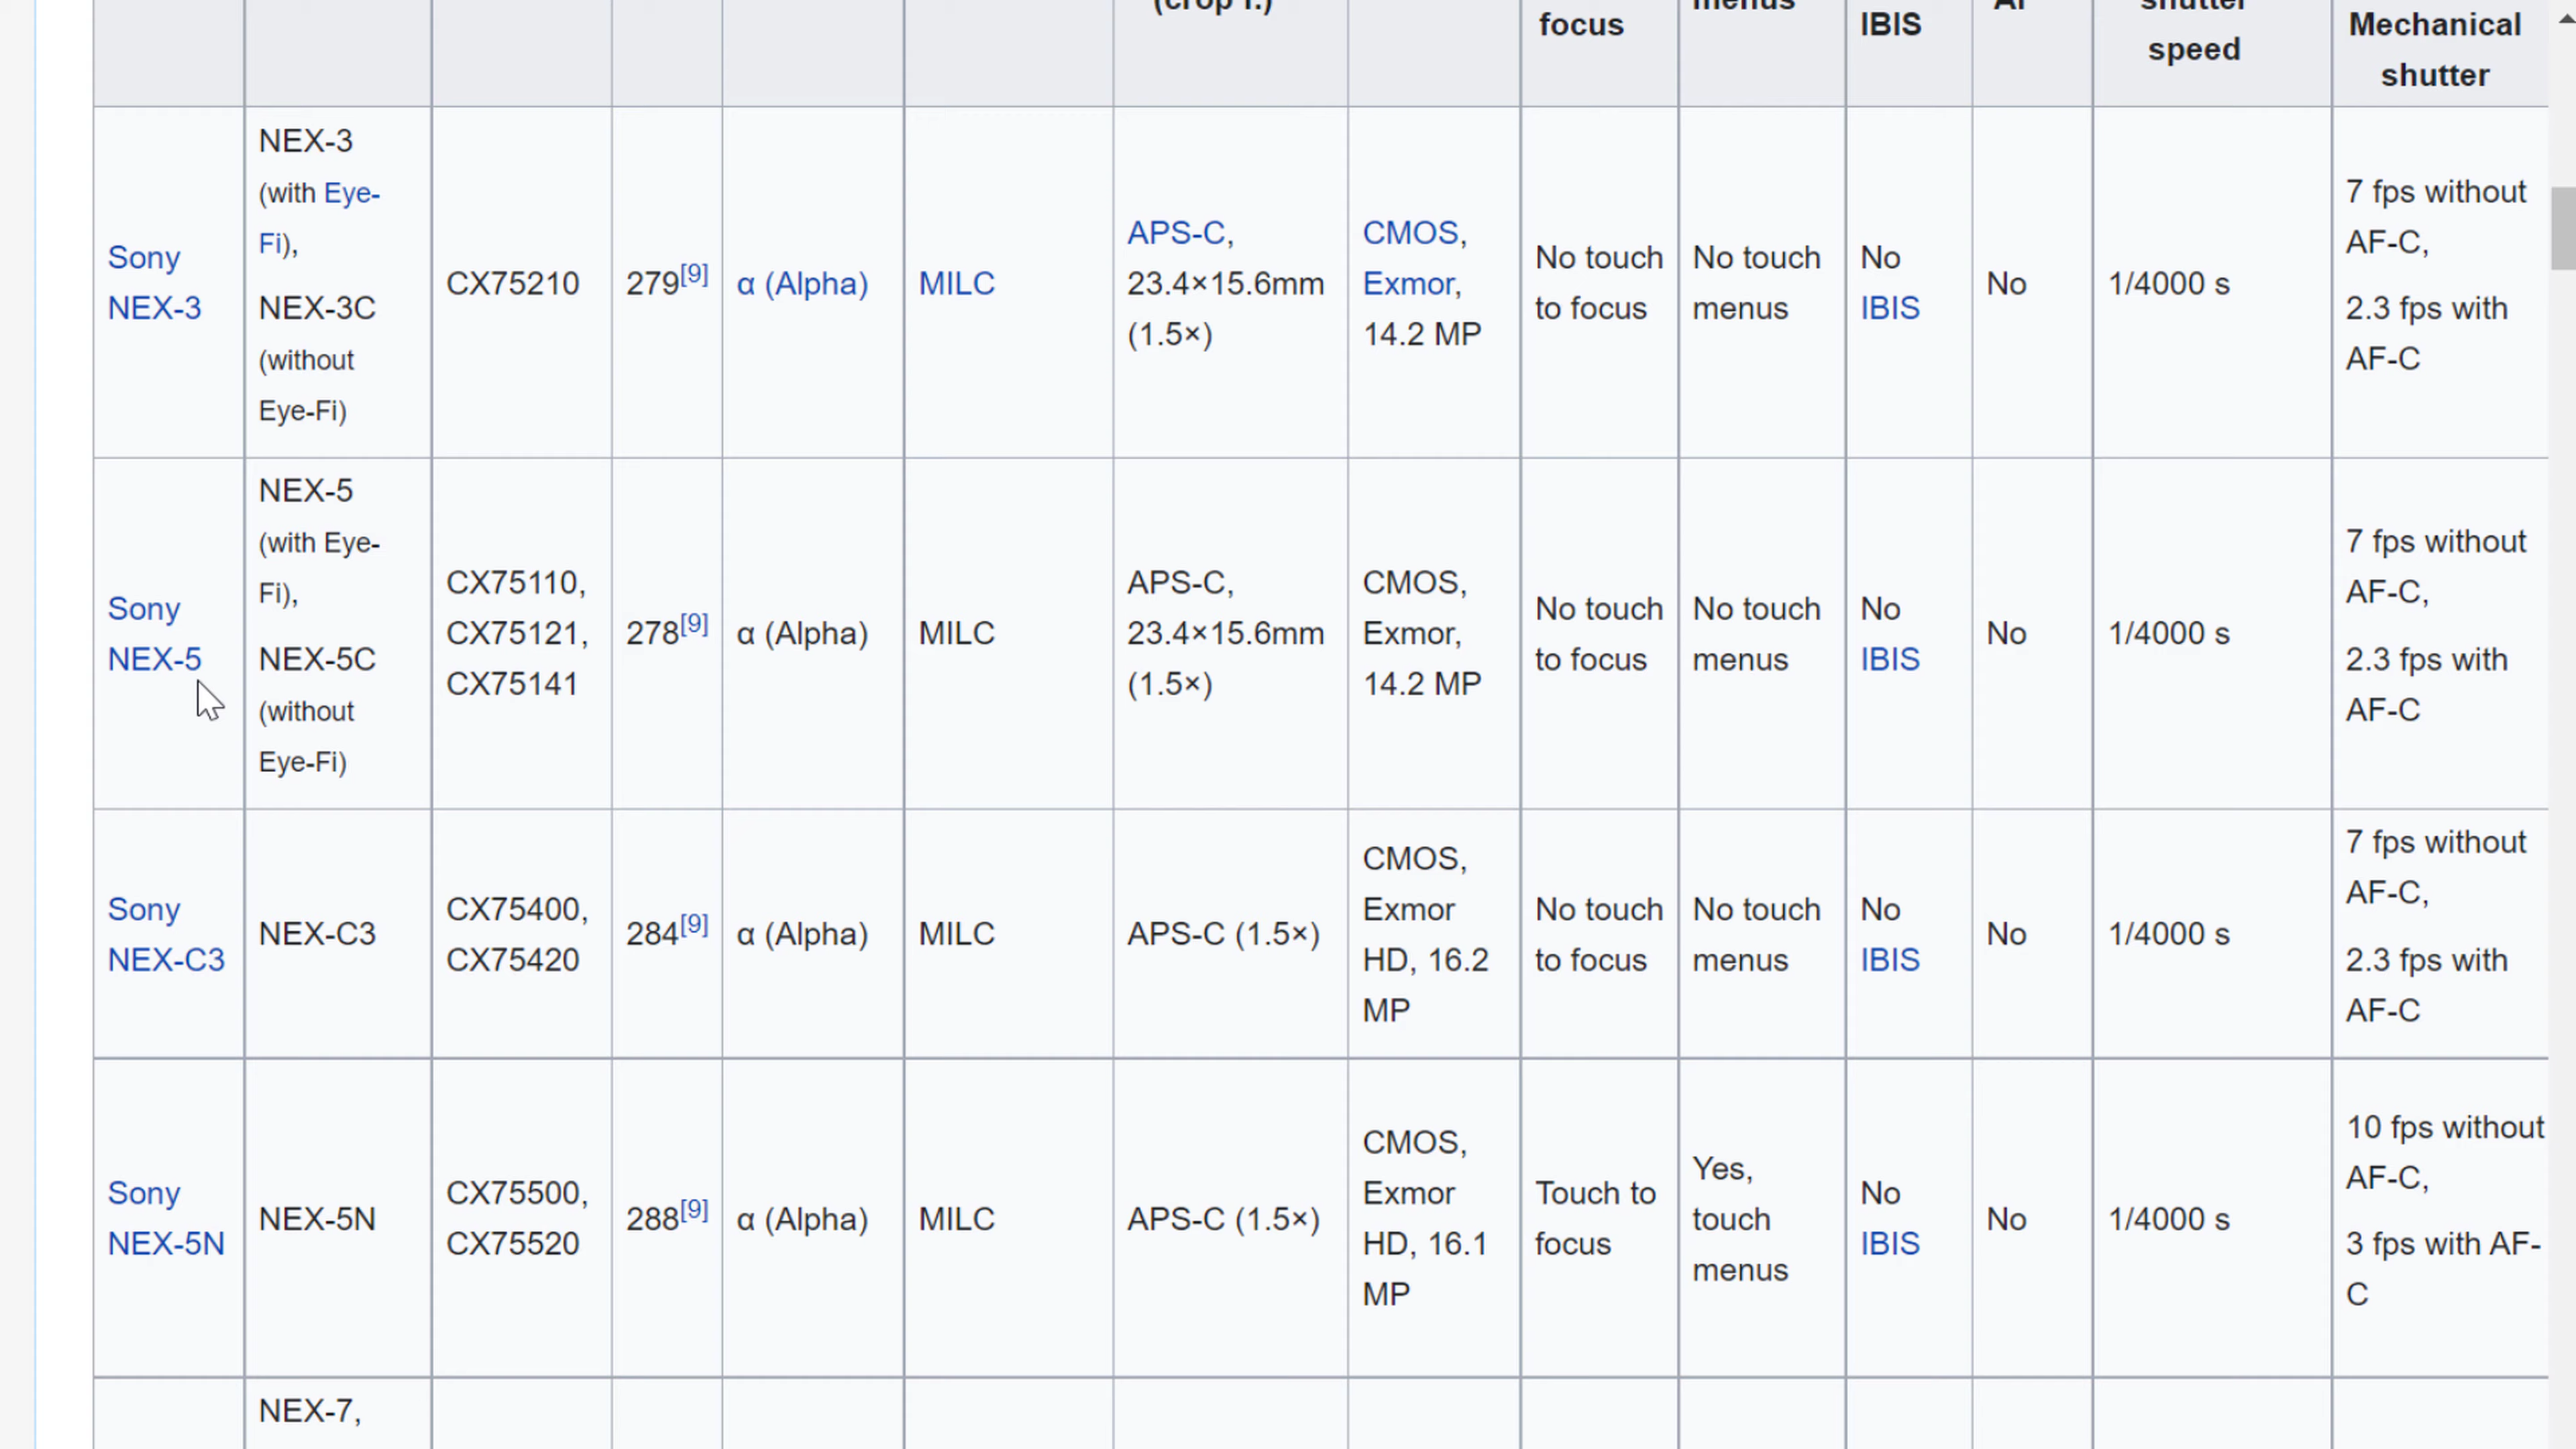 (crop f.)
focus
menus
IBIS
AF
shutter
speed
Mechanical
shutter
Sony
NEX-3
NEX-3
(with Eye-
Fi),
NEX-3C
(without
Eye-Fi)
CX75210
279[9]
α (Alpha)
MILC
APS-C,
23.4×15.6mm
(1.5×)
CMOS,
Exmor,
14.2 MP
No touch
to focus
No touch
menus
No
IBIS
No
1/4000 s
7 fps without
AF-C,
2.3 fps with
AF-C
Sony
NEX-5
NEX-5
(with Eye-
Fi),
NEX-5C
(without
Eye-Fi)
CX75110,
CX75121,
CX75141
278[9]
α (Alpha)
MILC
APS-C,
23.4×15.6mm
(1.5×)
CMOS,
Exmor,
14.2 MP
No touch
to focus
No touch
menus
No
IBIS
No
1/4000 s
7 fps without
AF-C,
2.3 fps with
AF-C
Sony
NEX-C3
NEX-C3
CX75400,
CX75420
284[9]
α (Alpha)
MILC
APS-C (1.5×)
CMOS,
Exmor
HD, 16.2
MP
No touch
to focus
No touch
menus
No
IBIS
No
1/4000 s
7 fps without
AF-C,
2.3 fps with
AF-C
Sony
NEX-5N
NEX-5N
CX75500,
CX75520
288[9]
α (Alpha)
MILC
APS-C (1.5×)
CMOS,
Exmor
HD, 16.1
MP
Touch to
focus
Yes,
touch
menus
No
IBIS
No
1/4000 s
10 fps without
AF-C,
3 fps with AF-
C
NEX-7,